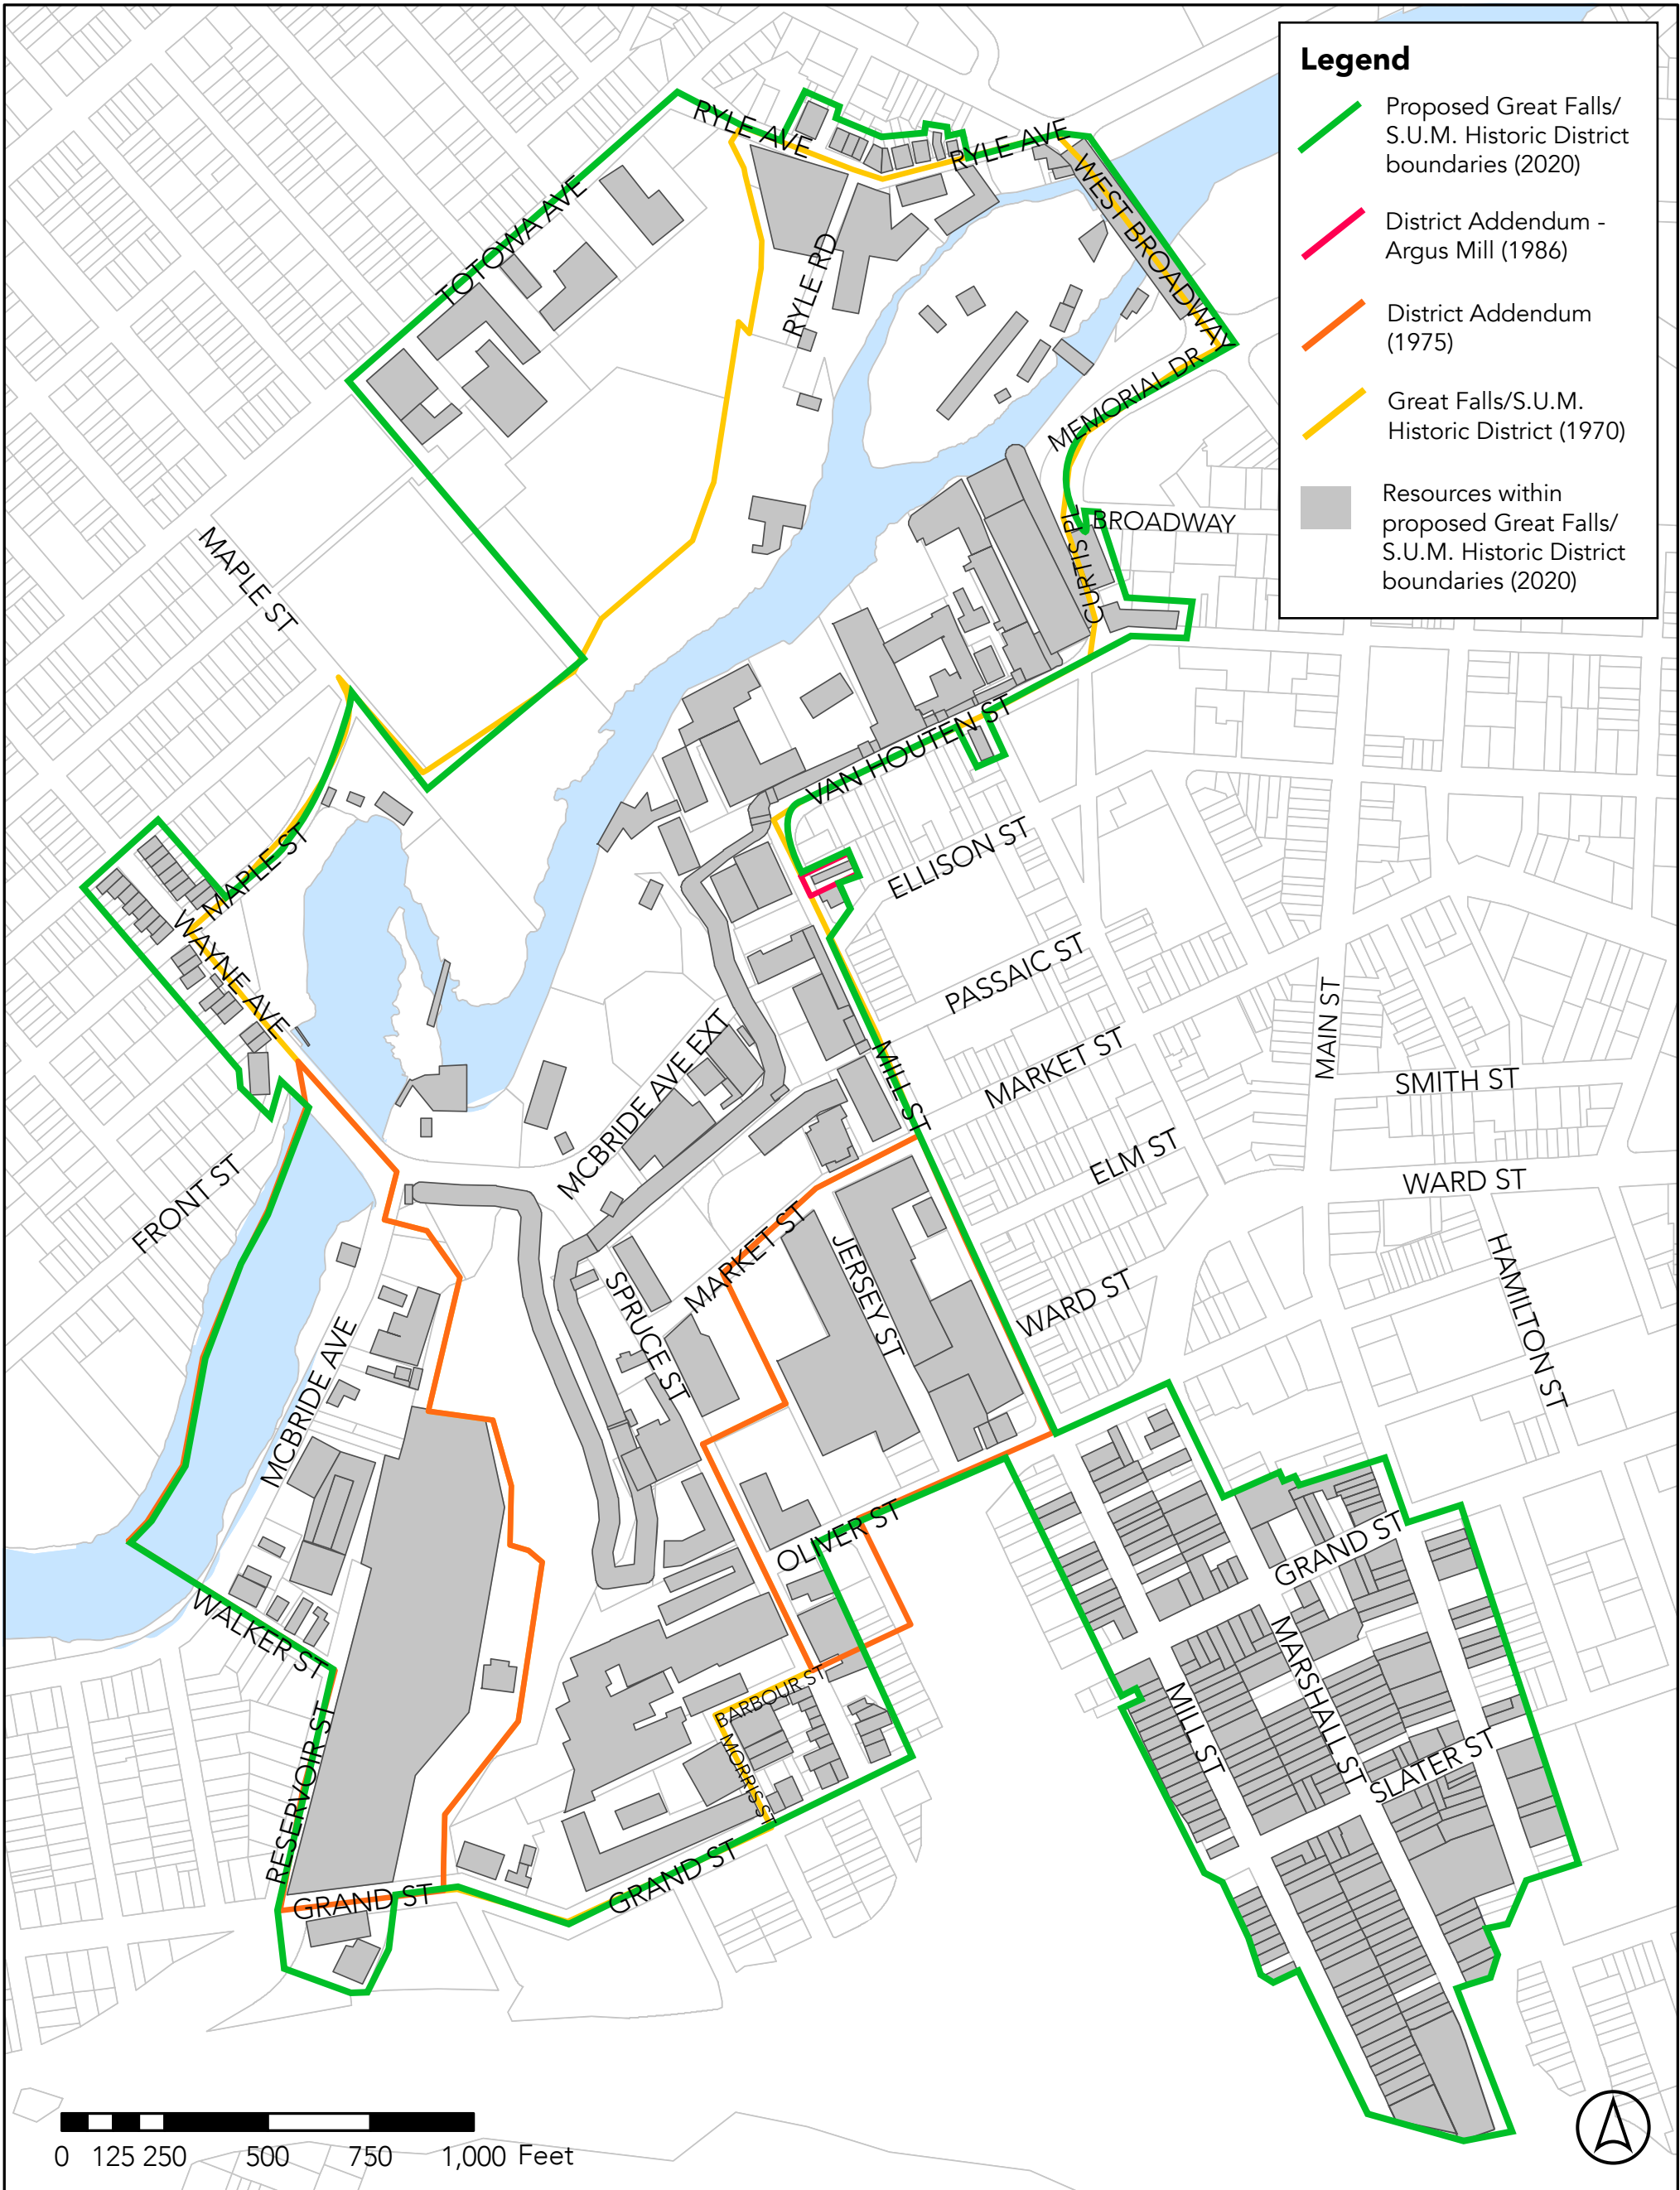 Legend
Proposed Great Falls/
S.U.M. Historic District
boundaries (2020)
District Addendum -
Argus Mill (1986)
District Addendum
(1975)
Great Falls/S.U.M.
Historic District (1970)
Resources within
proposed Great Falls/
S.U.M. Historic District
boundaries (2020)
RYLE AVE
RYLE AVE
WEST BROADWAY
TOTOWA AVE
RYLE RD
MEMORIAL DR
BROADWAY
CURTIS PL
MAPLE ST
VAN HOUTEN ST
ELLISON ST
MAPLE ST
WAYNE AVE
PASSAIC ST
MAIN ST
MCBRIDE AVE EXT
MARKET ST
MILL ST
SMITH ST
ELM ST
WARD ST
FRONT ST
MARKET ST
JERSEY ST
SPRUCE ST
WARD ST
HAMILTON ST
MCBRIDE AVE
OLIVER ST
GRAND ST
WALKER ST
MARSHALL ST
BARBOUR ST
MORRIS ST
MILL ST
SLATER ST
RESERVOIR ST
GRAND ST
GRAND ST
0 125 250 500 750 1,000 Feet